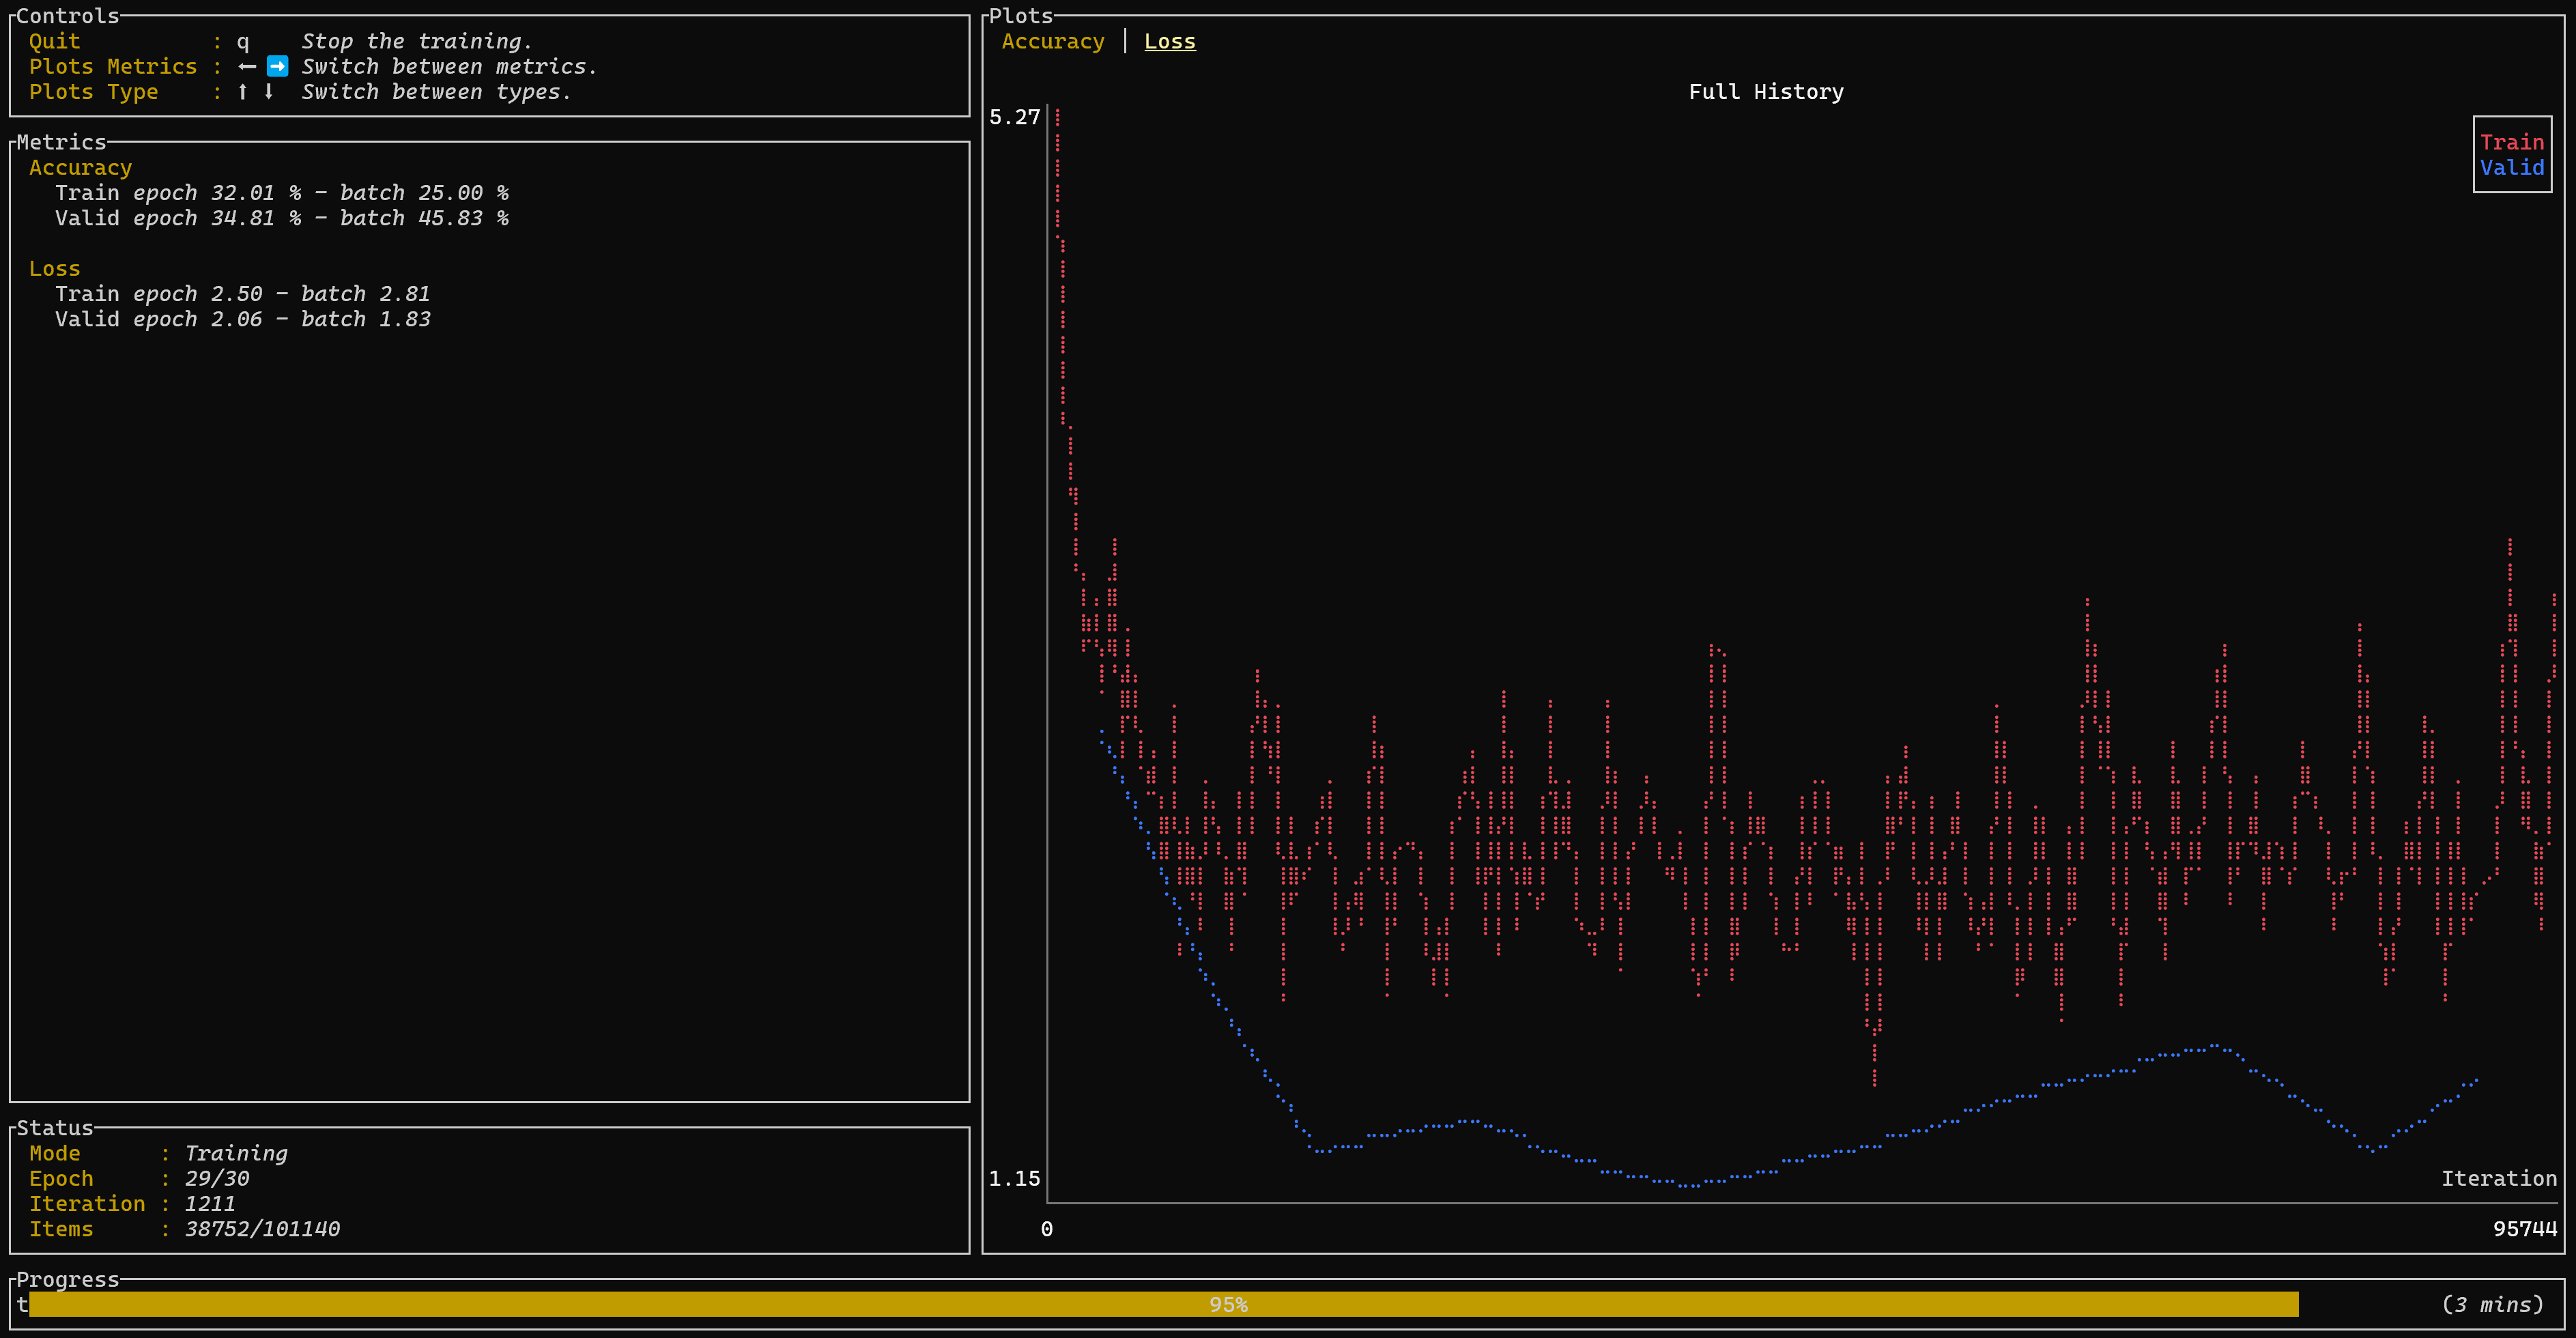 Controls
Quit : q Stop the training.
Plots Metrics : ← ➡ Switch between metrics.
Plots Type : ↑ ↓ Switch between types.
Metrics
Accuracy
Train epoch 32.01 % - batch 25.00 %
Valid epoch 34.81 % - batch 45.83 %
Loss
Train epoch 2.50 - batch 2.81
Valid epoch 2.06 - batch 1.83
Status
Mode : Training
Epoch : 29/30
Iteration : 1211
Items : 38752/101140
Plots
Accuracy | Loss
Full History
5.27
Train
Valid
1.15
Iteration
0
95744
Progress
t 95% (3 mins)